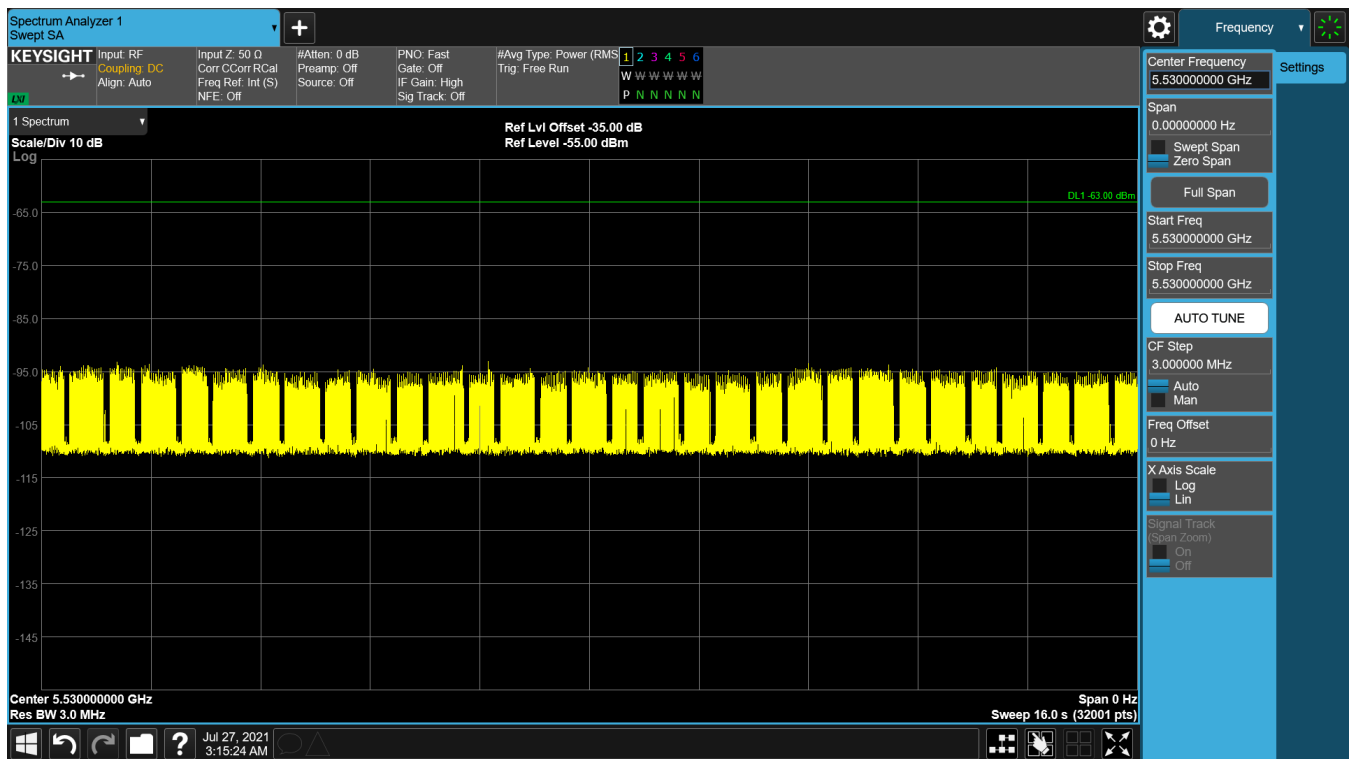 Spectrum Analyzer 1
Swept SA
+
Frequency
KEYSIGHT
LXI
Input: RF
Coupling: DC
Align: Auto
Input Z: 50 Ω
Corr CCorr RCal
Freq Ref: Int (S)
NFE: Off
#Atten: 0 dB
Preamp: Off
Source: Off
PNO: Fast
Gate: Off
IF Gain: High
Sig Track: Off
#Avg Type: Power (RMS
Trig: Free Run
1 2 3 4 5 6
W W W W W W
P N N N N N
1 Spectrum
Scale/Div 10 dB
Log
Ref Lvl Offset -35.00 dB
Ref Level -55.00 dBm
DL1 -63.00 dBm
-65.0
-75.0
-85.0
-95.0
-105
-115
-125
-135
-145
Center 5.530000000 GHz
Res BW 3.0 MHz
Span 0 Hz
Sweep 16.0 s (32001 pts)
Center Frequency
5.530000000 GHz
Settings
Span
0.00000000 Hz
Swept Span
Zero Span
Full Span
Start Freq
5.530000000 GHz
Stop Freq
5.530000000 GHz
AUTO TUNE
CF Step
3.000000 MHz
Auto
Man
Freq Offset
0 Hz
X Axis Scale
Log
Lin
Signal Track
(Span Zoom)
On
Off
?
Jul 27, 2021
3:15:24 AM